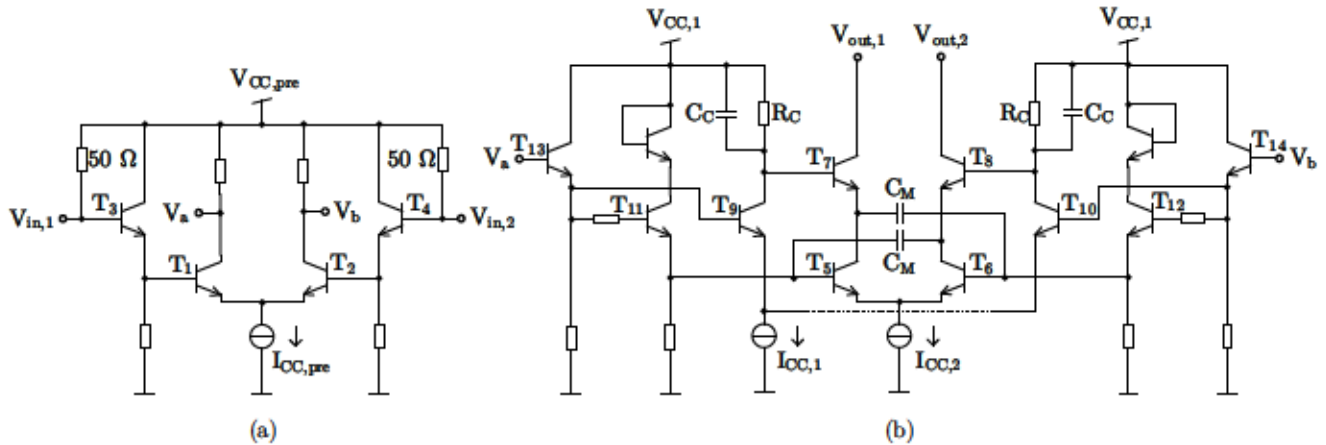 V_CC,pre
50 Ω
50 Ω
V_in,1
T_3
V_a
V_b
T_4
V_in,2
T_1
T_2
I_CC,pre
(a)
V_CC,1
V_out,1
V_out,2
V_CC,1
C_C
R_C
R_C
C_C
T_13
V_a
T_7
T_8
T_14
V_b
T_11
T_9
C_M
T_10
T_12
C_M
T_5
T_6
I_CC,1
I_CC,2
(b)